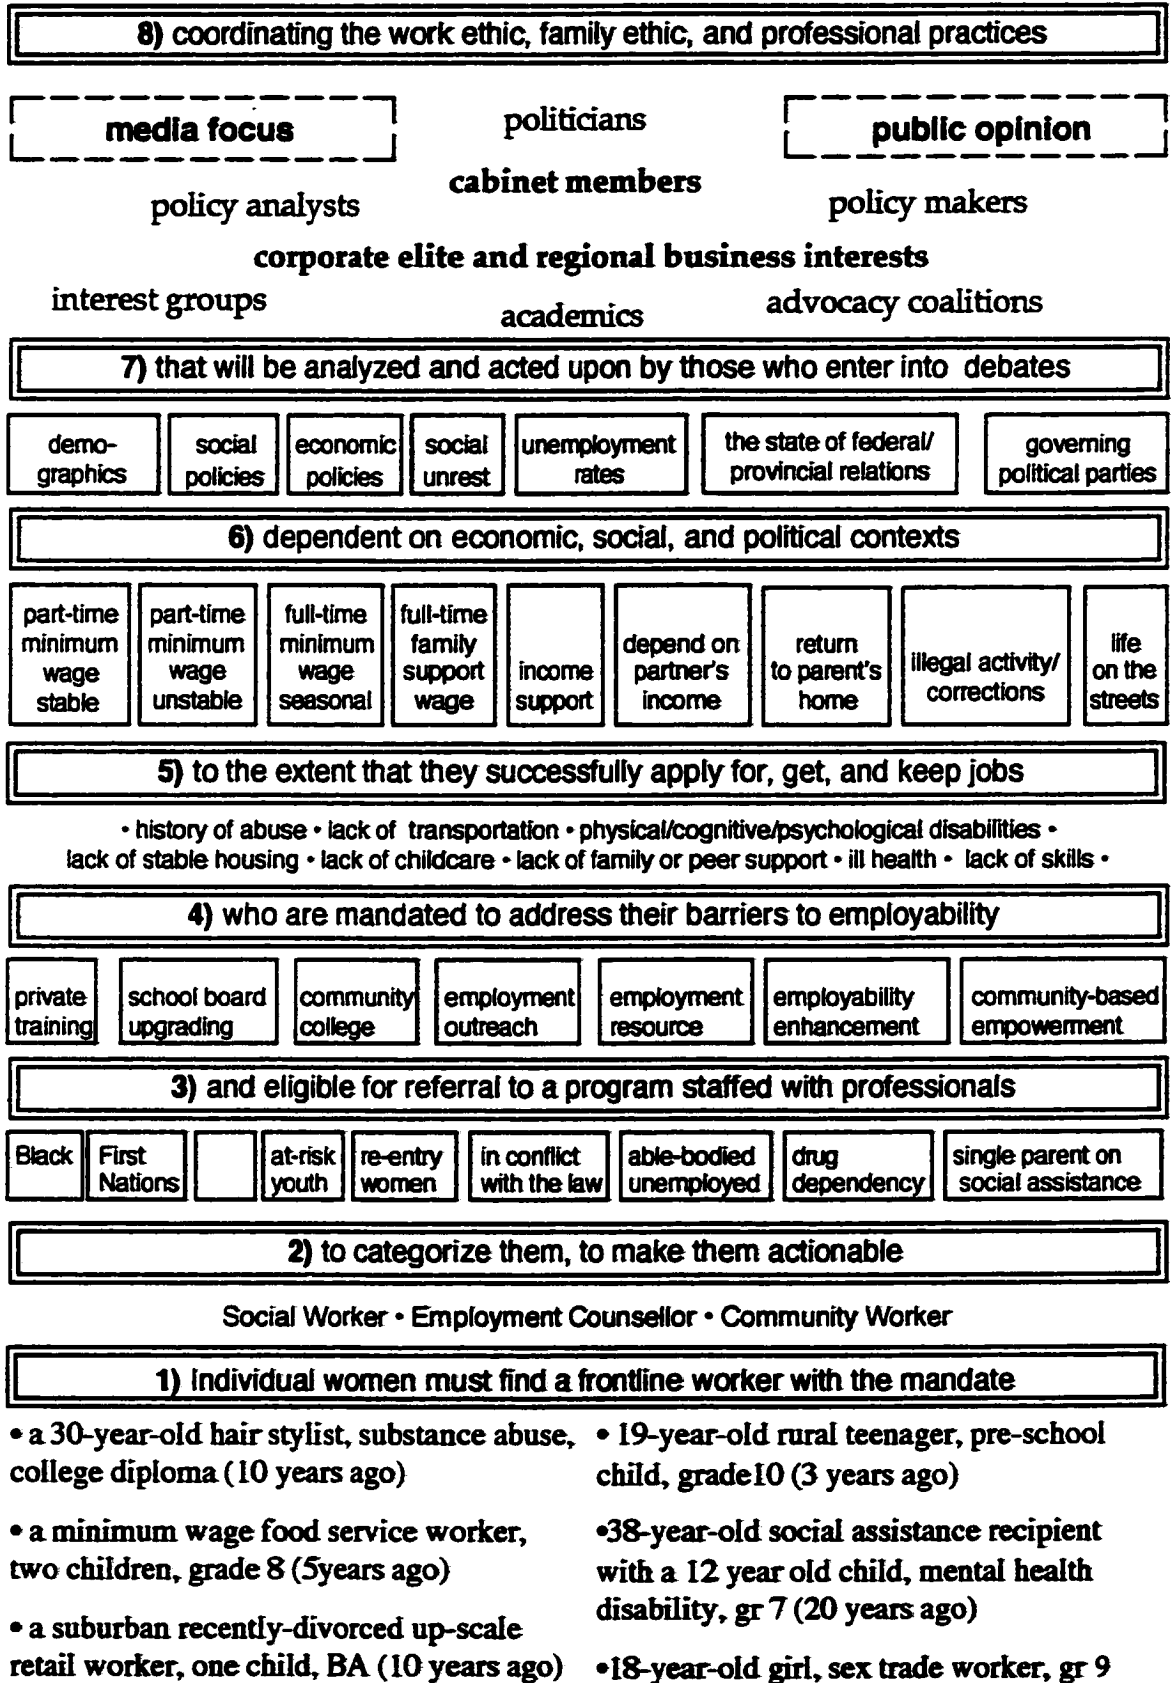 8) coordinating the work ethic, family ethic, and professional practices
media focus
politicians
public opinion
cabinet members
policy analysts
policy makers
corporate elite and regional business interests
interest groups
academics
advocacy coalitions
7) that will be analyzed and acted upon by those who enter into debates
demo-
graphics
social
policies
economic
policies
social
unrest
unemployment
rates
the state of federal/
provincial relations
governing
political parties
6) dependent on economic, social, and political contexts
part-time
minimum
wage
stable
part-time
minimum
wage
unstable
full-time
minimum
wage
seasonal
full-time
family
support
wage
income
support
depend on
partner's
income
return
to parent's
home
illegal activity/
corrections
life
on the
streets
5) to the extent that they successfully apply for, get, and keep jobs
• history of abuse • lack of transportation • physical/cognitive/psychological disabilities •
lack of stable housing • lack of childcare • lack of family or peer support • ill health • lack of skills •
4) who are mandated to address their barriers to employability
private
training
school board
upgrading
community
college
employment
outreach
employment
resource
employability
enhancement
community-based
empowerment
3) and eligible for referral to a program staffed with professionals
Black
First
Nations
at-risk
youth
re-entry
women
in conflict
with the law
able-bodied
unemployed
drug
dependency
single parent on
social assistance
2) to categorize them, to make them actionable
Social Worker • Employment Counsellor • Community Worker
1) Individual women must find a frontline worker with the mandate
• a 30-year-old hair stylist, substance abuse,
college diploma (10 years ago)
• a minimum wage food service worker,
two children, grade 8 (5years ago)
• a suburban recently-divorced up-scale
retail worker, one child, BA (10 years ago)
• 19-year-old rural teenager, pre-school
child, grade10 (3 years ago)
•38-year-old social assistance recipient
with a 12 year old child, mental health
disability, gr 7 (20 years ago)
•18-year-old girl, sex trade worker, gr 9